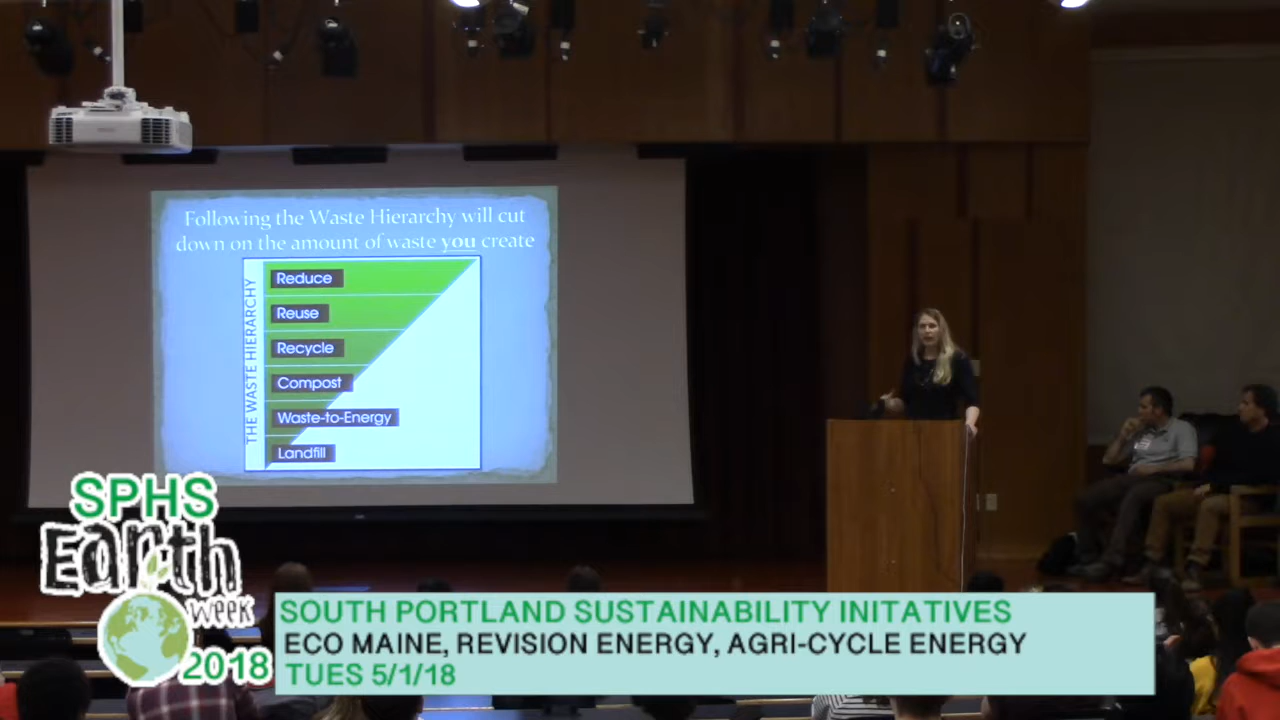 Following the Waste Hierarchy will cut
down on the amount of waste you create
THE WASTE HIERARCHY
Reduce
Reuse
Recycle
Compost
Waste-to-Energy
Landfill
SPHS
Earth
week
2018
SOUTH PORTLAND SUSTAINABILITY INITATIVES
ECO MAINE, REVISION ENERGY, AGRI-CYCLE ENERGY
TUES 5/1/18